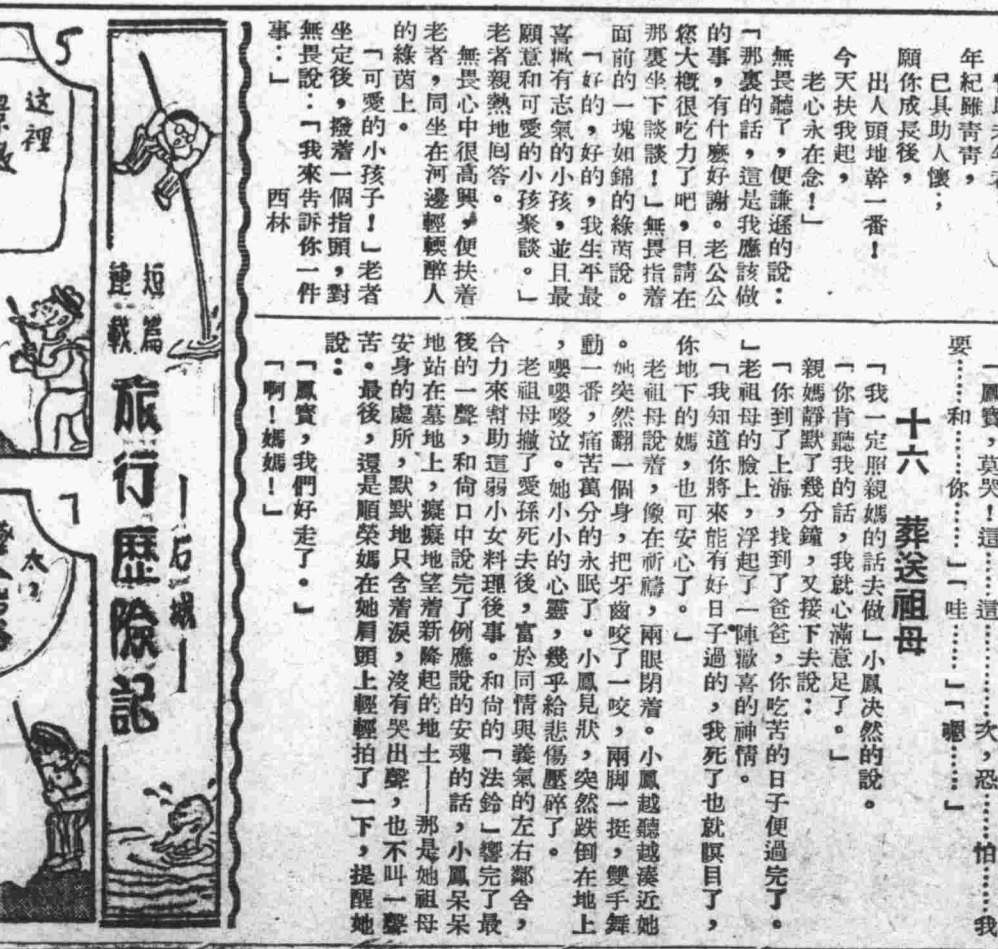 年紀雖青青，
已具助人懷；
願你成長後，
出人頭地幹一番！
今天扶我起，
老心永在念！」
無畏聽了，便謙遜的說：
「那裏的話，這是我應該做
的事，有什麼好謝。老公公
您大概很吃力了吧，且請在
那裏坐下談談！」無畏指着
面前的一塊如錦的綠茵說。
「好的，好的，我生平最
喜歡有志氣的小孩，並且最
願意和可愛的小孩聚談。」
老者親熱地回答。
無畏心中很高興，便扶着
老者，同坐在河邊輕輭醉人
的綠茵上。
「可愛的小孩子！」老者
坐定後，撥着一個指頭，對
無畏說：「我來告訴你一件
事：」
西林
「鳳寶，莫哭！這……這……次，恐……怕……我
要……和……你……」「哇……」「嗯……」
十六 葬送祖母
「我一定照親媽的話去做」小鳳决然的說。
「你肯聽我的話，我就心滿意足了。」
親媽靜默了幾分鐘，又接下去說：
「你到了上海，找到了爸爸，你吃苦的日子便過完了。
」老祖母的臉上，浮起了一陣歡喜的神情。
「我知道你將來能有好日子過的，我死了也就瞑目了，
你地下的媽，也可安心了。」
老祖母說着，像在祈禱，兩眼閉着。小鳳越聽越湊近她
。她突然翻一個身，把牙齒咬了一咬，兩脚一挺，雙手舞
動一番，痛苦萬分的永眠了。小鳳見狀，突然跌倒在地上
，嚶嚶啜泣。她小小的心靈，幾乎給悲傷壓碎了。
老祖母撇了愛孫死去後，富於同情與義氣的左右鄰舍，
合力來幫助這弱小女料理後事。和尙的「法鈴」響完了最
後的一聲，和尙口中說完了例應說的安魂的話，小鳳呆呆
地站在墓地上，癡癡地望着新隆起的地土——那是她祖母
安身的處所，默默地只含着淚，沒有哭出聲，也不叫一聲
苦。最後，還是順榮媽在她肩頭上輕輕拍了一下，提醒她
說：
「鳳寶，我們好走了。」
「啊！媽媽！」
短篇
連載
旅行歷險記
—石城—
5
这裡
7
太